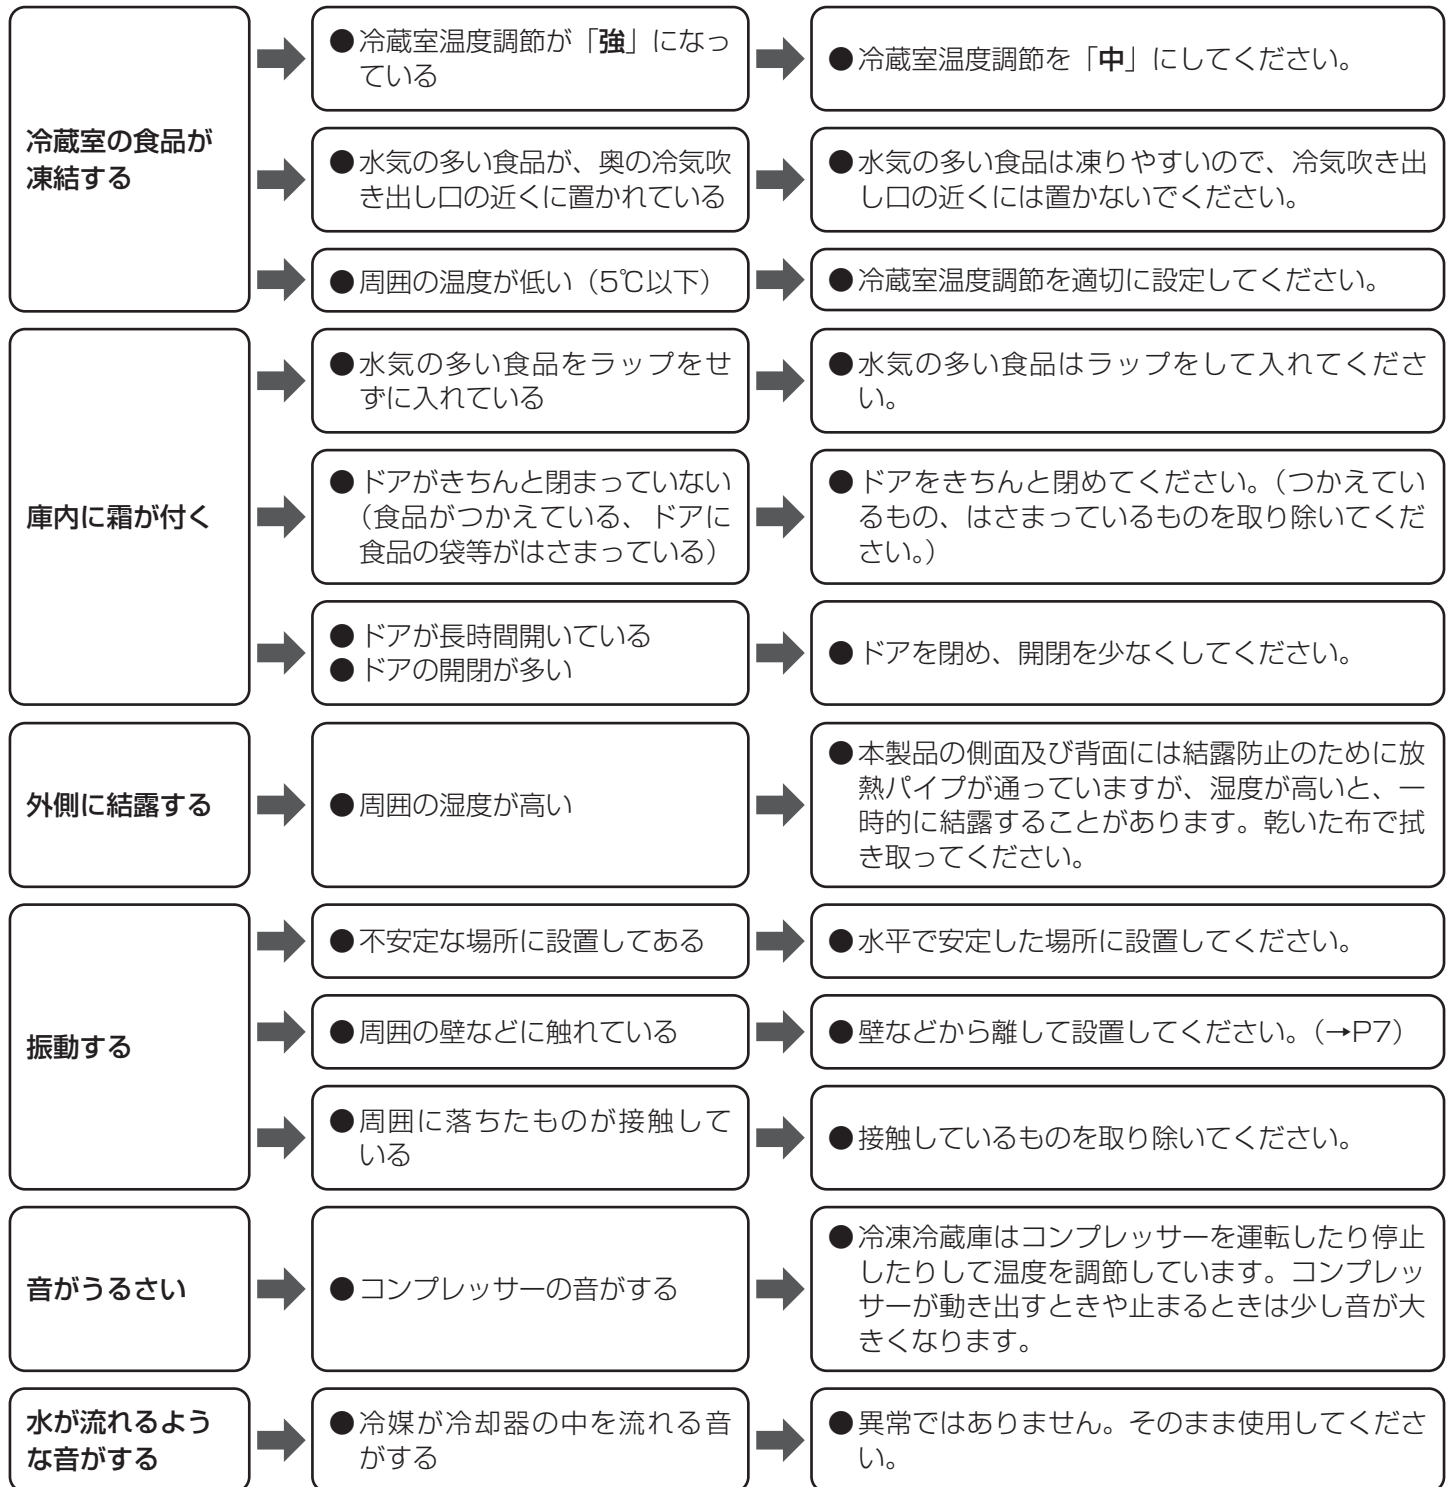 冷蔵室の食品が
凍結する
●冷蔵室温度調節が「強」になっ
ている
●冷蔵室温度調節を「中」にしてください。
●水気の多い食品が、奥の冷気吹
き出し口の近くに置かれている
●水気の多い食品は凍りやすいので、冷気吹き出
し口の近くには置かないでください。
●周囲の温度が低い（5℃以下）
●冷蔵室温度調節を適切に設定してください。
庫内に霜が付く
●水気の多い食品をラップをせ
ずに入れている
●水気の多い食品はラップをして入れてくださ
い。
●ドアがきちんと閉まっていない
（食品がつかえている、ドアに
食品の袋等がはさまっている）
●ドアをきちんと閉めてください。（つかえてい
るもの、はさまっているものを取り除いてくだ
さい。）
●ドアが長時間開いている
●ドアの開閉が多い
●ドアを閉め、開閉を少なくしてください。
外側に結露する
●周囲の湿度が高い
●本製品の側面及び背面には結露防止のために放
熱パイプが通っていますが、湿度が高いと、一
時的に結露することがあります。乾いた布で拭
き取ってください。
振動する
●不安定な場所に設置してある
●水平で安定した場所に設置してください。
●周囲の壁などに触れている
●壁などから離して設置してください。（→P7）
●周囲に落ちたものが接触して
いる
●接触しているものを取り除いてください。
音がうるさい
●コンプレッサーの音がする
●冷凍冷蔵庫はコンプレッサーを運転したり停止
したりして温度を調節しています。コンプレッ
サーが動き出すときや止まるときは少し音が大
きくなります。
水が流れるよう
な音がする
●冷媒が冷却器の中を流れる音
がする
●異常ではありません。そのまま使用してくださ
い。